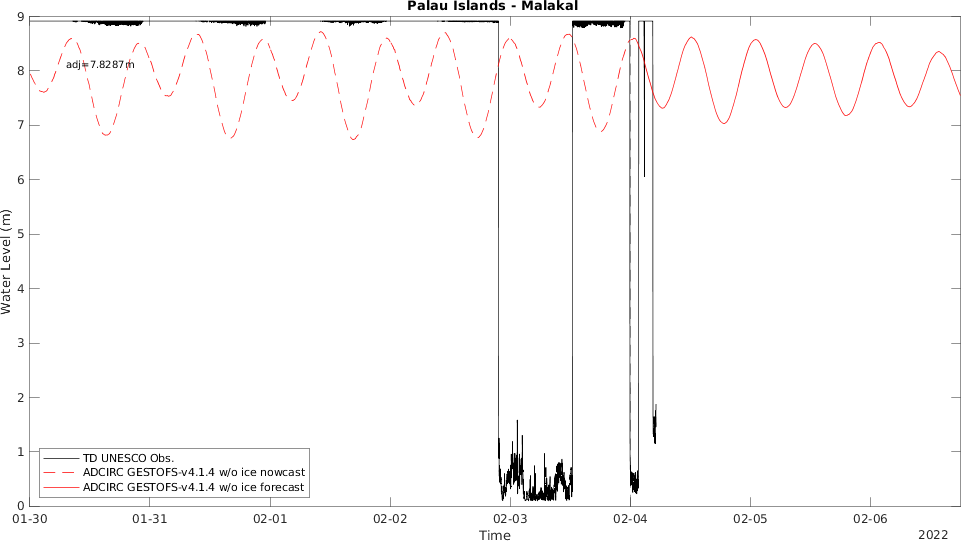 Palau Islands - Malakal
9
8
7
6
5
4
3
2
1
0
Water Level (m)
adj=7.8287m
TD UNESCO Obs.
ADCIRC GESTOFS-v4.1.4 w/o ice nowcast
ADCIRC GESTOFS-v4.1.4 w/o ice forecast
01-30 01-31 02-01 02-02 02-03 02-04 02-05 02-06
Time
2022